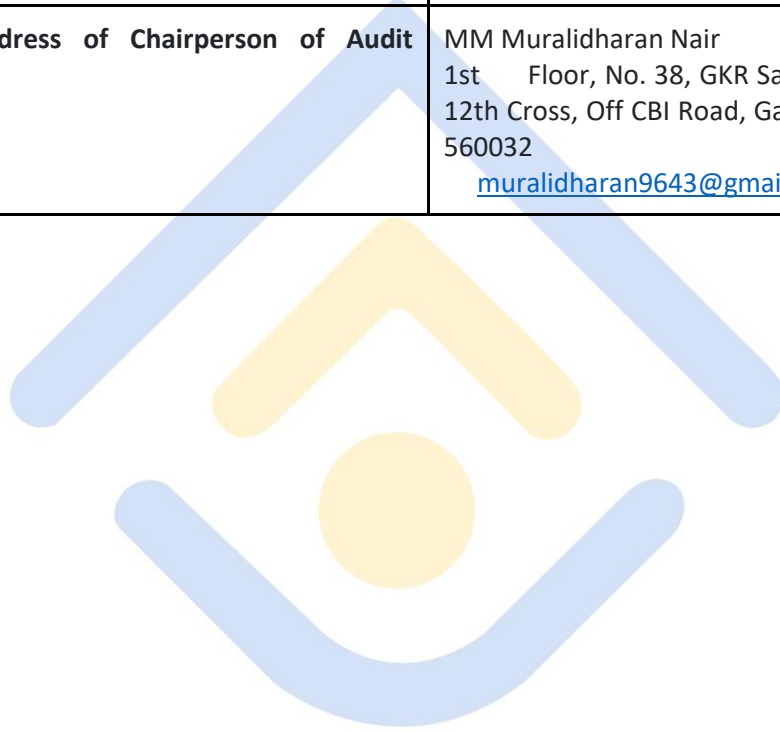 dress of Chairperson of Audit
MM Muralidharan Nair
1st Floor, No. 38, GKR Sa
12th Cross, Off CBI Road, Ga
560032
muralidharan9643@gmai